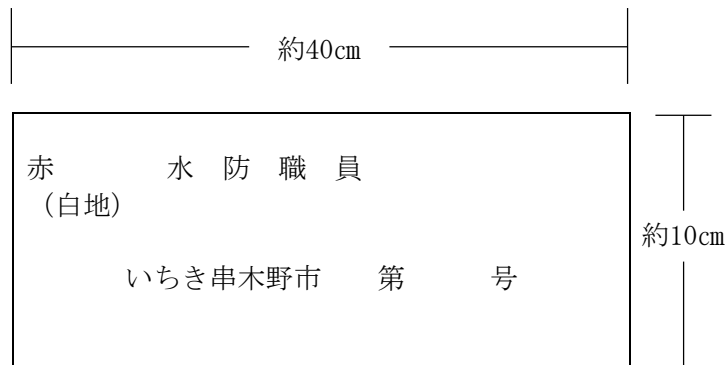 約40㎝
赤　　　　水　防　職　員
（白地）
約10㎝
いちき串木野市　　第　　　号